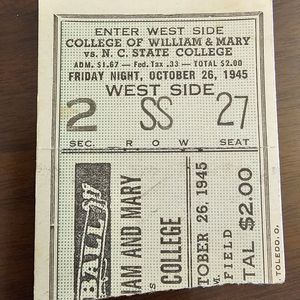 ENTER WEST SIDE
COLLEGE OF WILLIAM & MARY
vs. N. C. STATE COLLEGE
ADM. $1.67 — Fed. Tax .33 — TOTAL $2.00
FRIDAY NIGHT, OCTOBER 26, 1945
WEST SIDE
2 SS 27
SEC. ROW SEAT
BALL
IAM AND MARY
COLLEGE
TOBER 26, 1945
FIELD
TAL $2.00
TOLEDO, O.